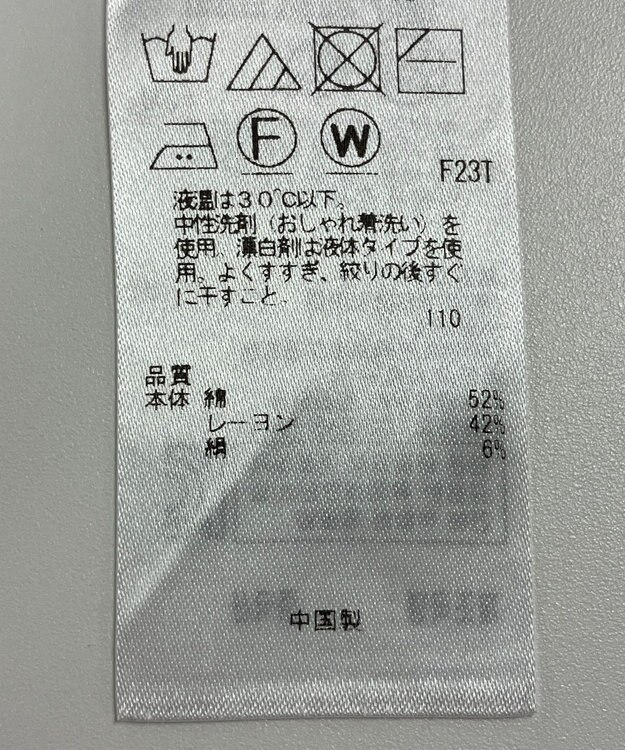 F W
F23T
液温は30℃以下。
中性洗剤（おしゃれ着洗い）を
使用。漂白剤は液体タイプを使
用。よくすすぎ、絞りの後すぐ
に干すこと。
110
品質
本体 綿 52%
レーヨン 42%
絹 6%
中国製